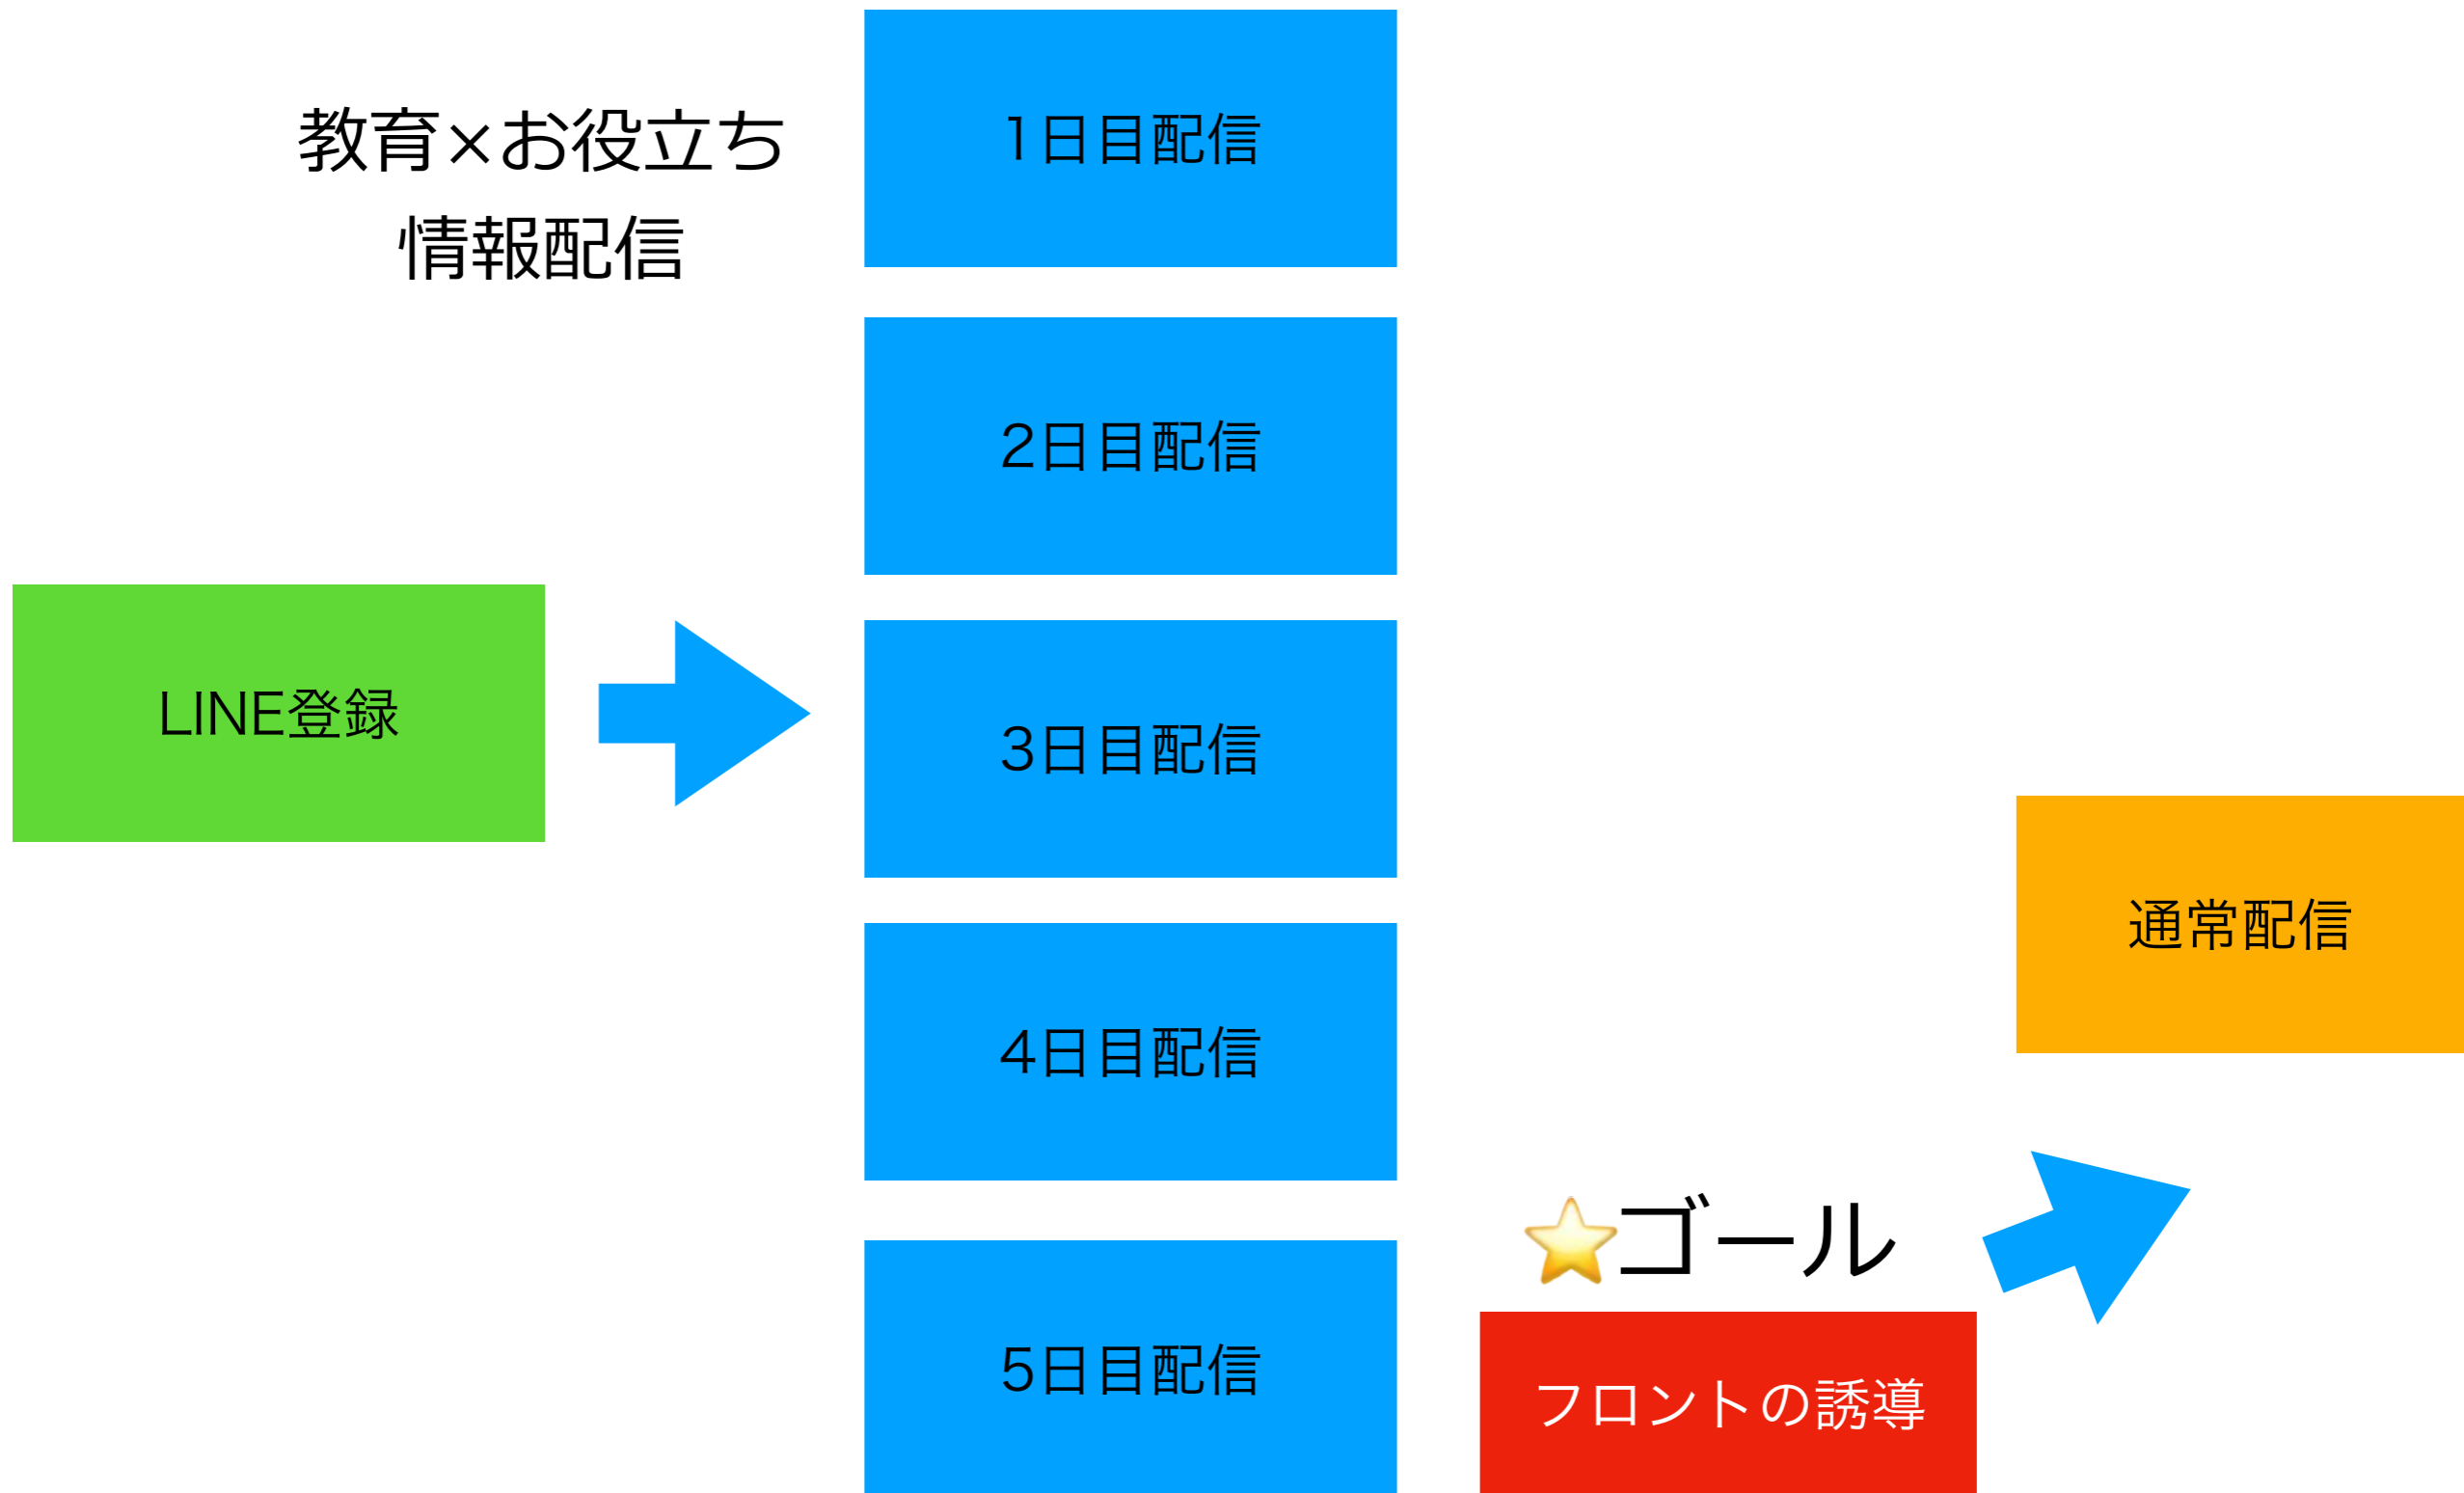 教育×お役立ち
情報配信
LINE登録
1日目配信
2日目配信
3日目配信
4日目配信
5日目配信
⭐️ゴール
フロントの誘導
通常配信